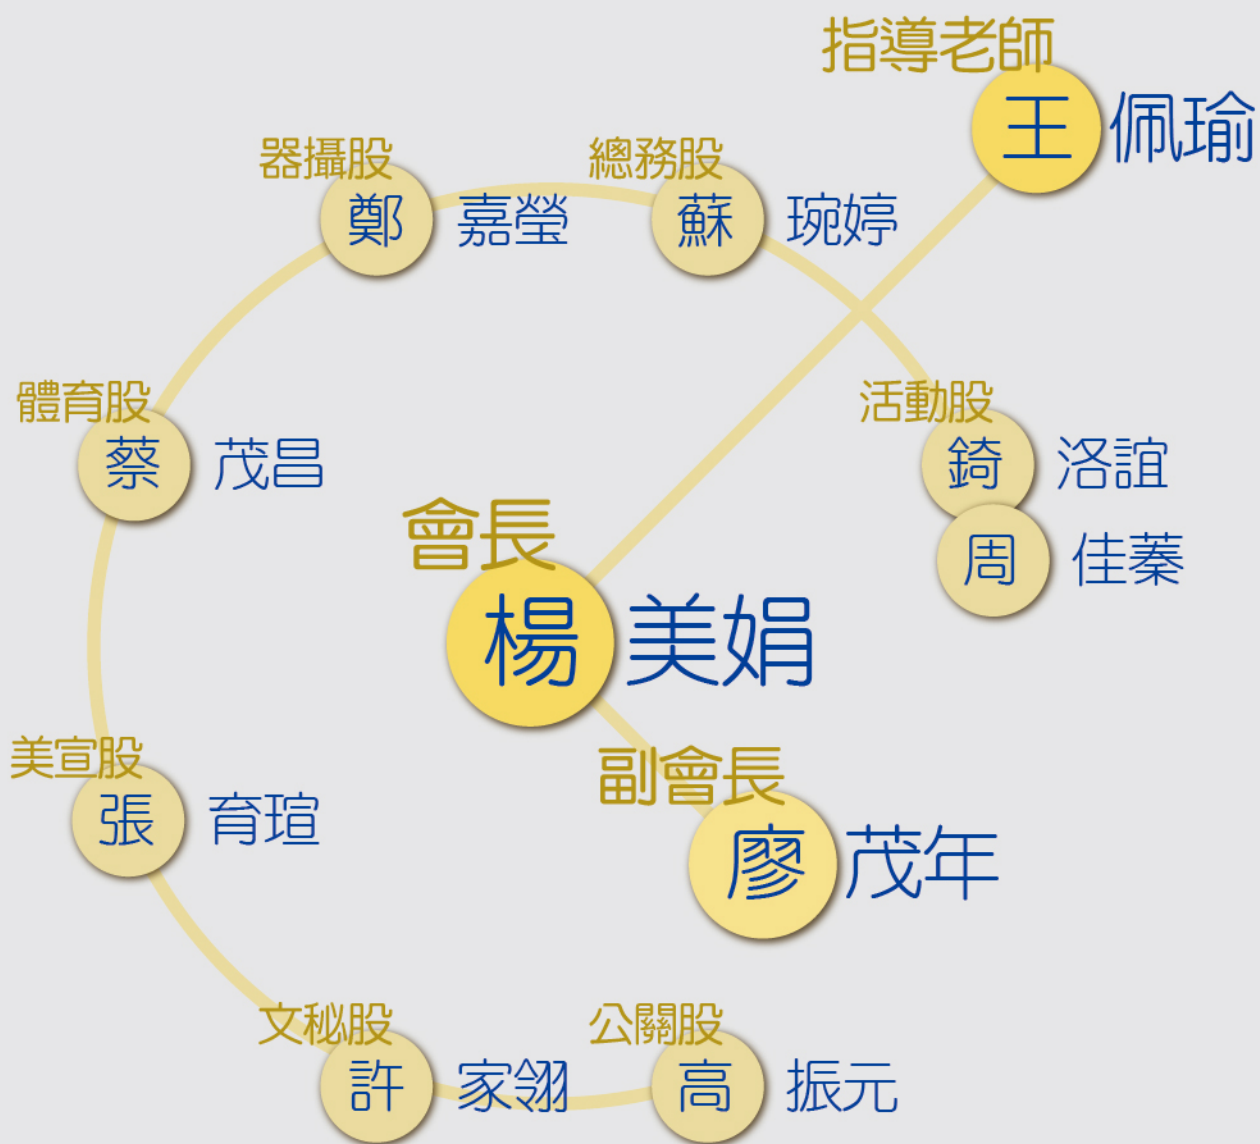 指導老師
王 佩瑜
器攝股
鄭 嘉瑩
總務股
蘇 琬婷
體育股
蔡 茂昌
活動股
錡 洛誼
周 佳蓁
會長
楊 美娟
副會長
廖 茂年
美宣股
張 育瑄
文秘股
許 家翎
公關股
高 振元